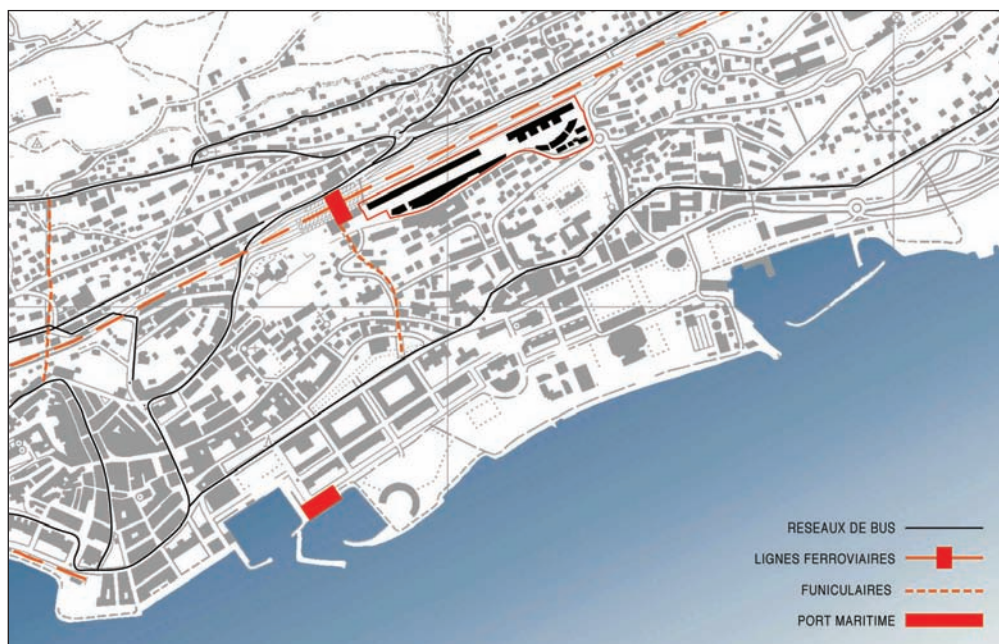 RESEAUX DE BUS
LIGNES FERROVIAIRES
FUNICULAIRES
PORT MARITIME